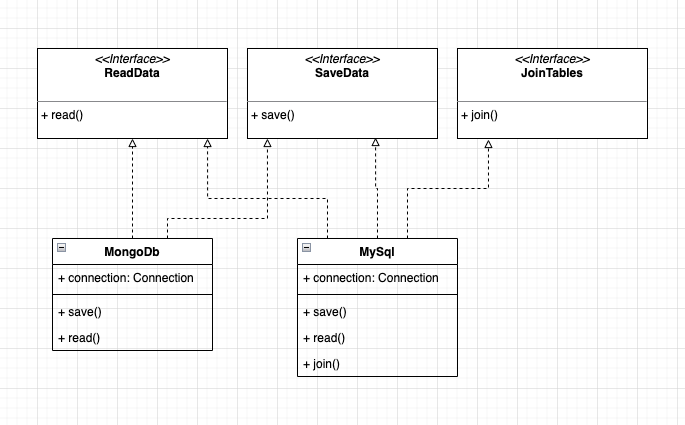 <<Interface>>
ReadData
+ read()
<<Interface>>
SaveData
+ save()
<<Interface>>
JoinTables
+ join()
MongoDb
+ connection: Connection
+ save()
+ read()
MySql
+ connection: Connection
+ save()
+ read()
+ join()